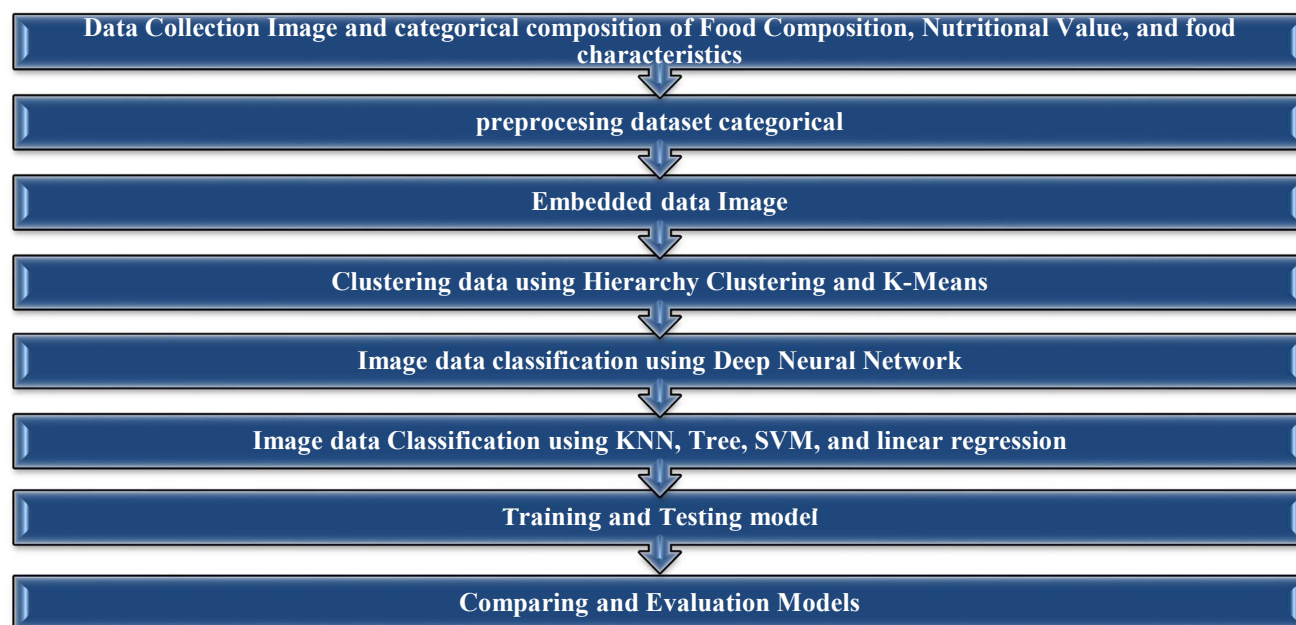 Data Collection Image and categorical composition of Food Composition, Nutritional Value, and food
characteristics
preprocesing dataset categorical
Embedded data Image
Clustering data using Hierarchy Clustering and K-Means
Image data classification using Deep Neural Network
Image data Classification using KNN, Tree, SVM, and linear regression
Training and Testing model
Comparing and Evaluation Models